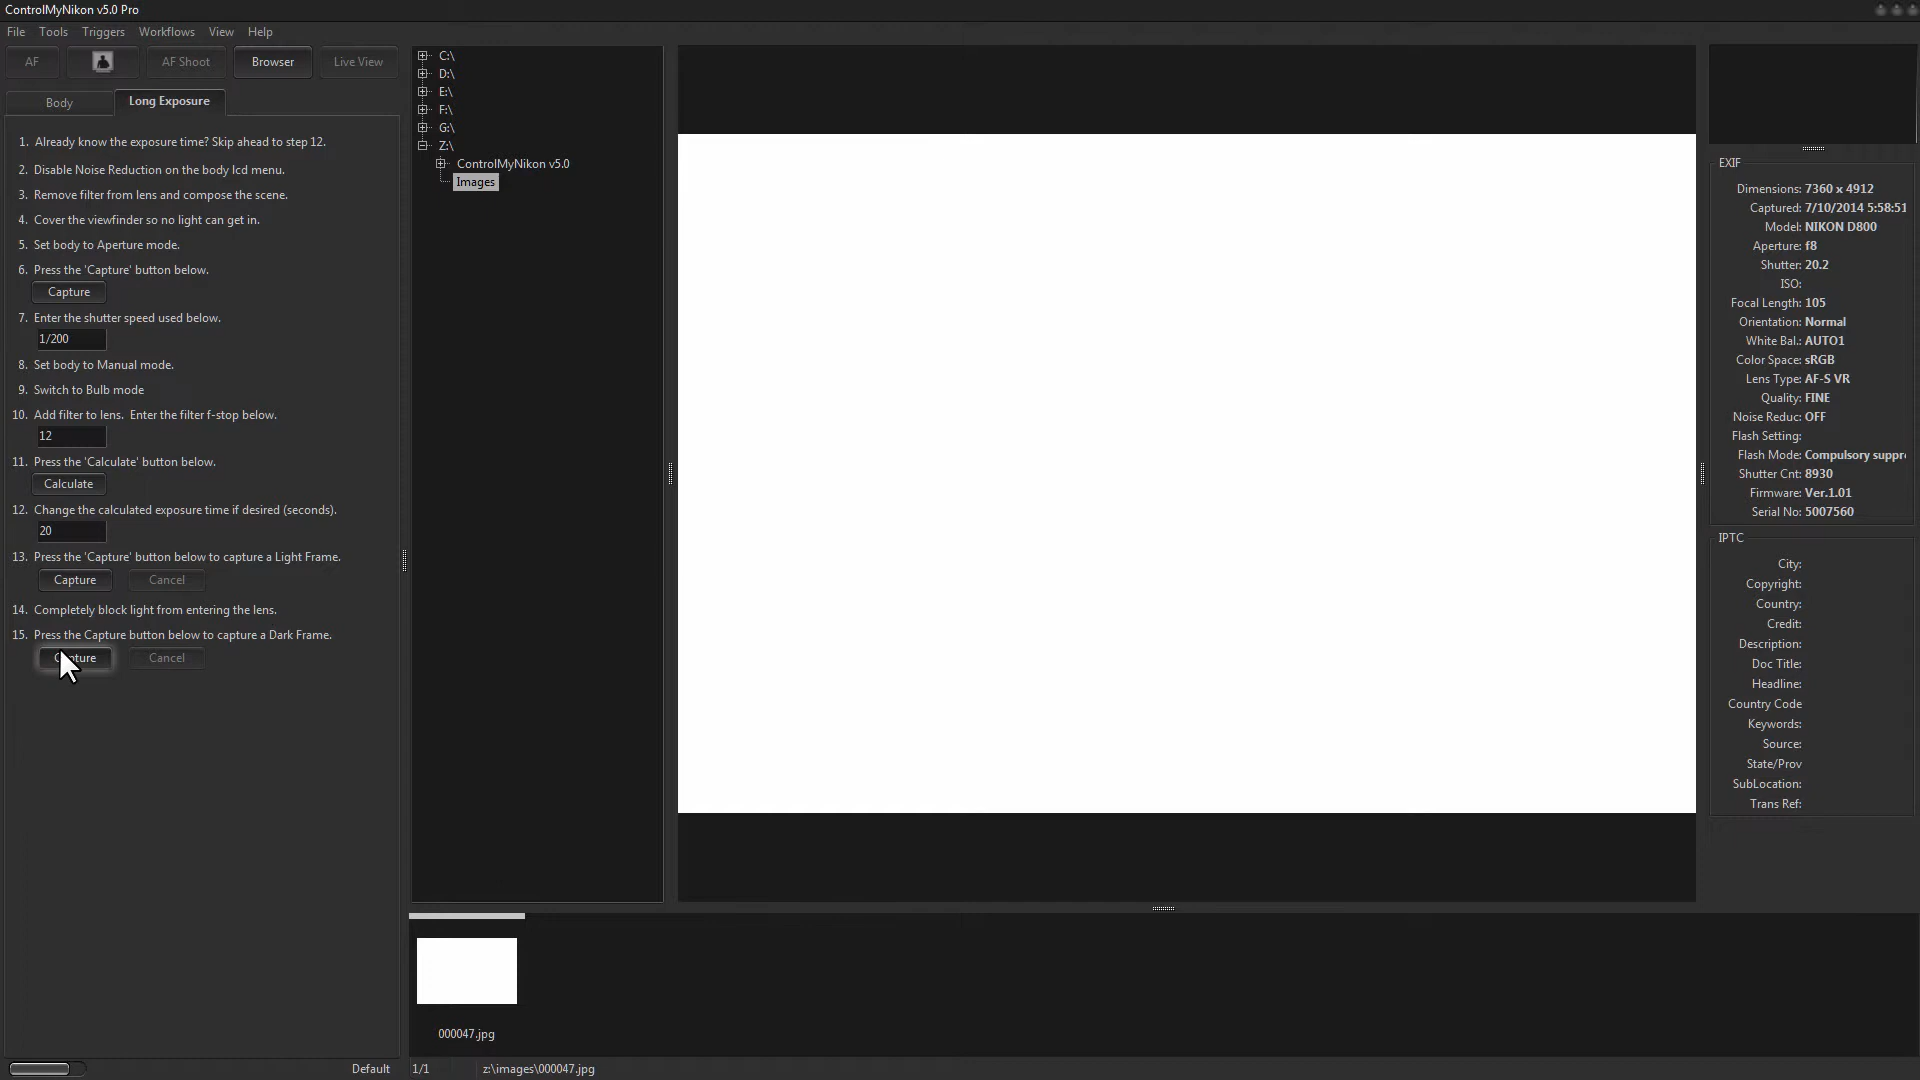 ControlMyNikon v5.0 Pro
File Tools Triggers Workflows View Help
AF AF Shoot Browser Live View
Body Long Exposure
1. Already know the exposure time? Skip ahead to step 12.
2. Disable Noise Reduction on the body lcd menu.
3. Remove filter from lens and compose the scene.
4. Cover the viewfinder so no light can get in.
5. Set body to Aperture mode.
6. Press the 'Capture' button below.
Capture
7. Enter the shutter speed used below.
1/200
8. Set body to Manual mode.
9. Switch to Bulb mode
10. Add filter to lens. Enter the filter f-stop below.
12
11. Press the 'Calculate' button below.
Calculate
12. Change the calculated exposure time if desired (seconds).
20
13. Press the 'Capture' button below to capture a Light Frame.
Capture Cancel
14. Completely block light from entering the lens.
15. Press the Capture button below to capture a Dark Frame.
Capture Cancel
Default
C:\
D:\
E:\
F:\
G:\
Z:\
ControlMyNikon v5.0
Images
000047.jpg
1/1 z:\images\000047.jpg
EXIF
Dimensions: 7360 x 4912
Captured: 7/10/2014 5:58:51
Model: NIKON D800
Aperture: f8
Shutter: 20.2
ISO:
Focal Length: 105
Orientation: Normal
White Bal.: AUTO1
Color Space: sRGB
Lens Type: AF-S VR
Quality: FINE
Noise Reduc: OFF
Flash Setting:
Flash Mode: Compulsory suppr
Shutter Cnt: 8930
Firmware: Ver.1.01
Serial No: 5007560
IPTC
City:
Copyright:
Country:
Credit:
Description:
Doc Title:
Headline:
Country Code
Keywords:
Source:
State/Prov
SubLocation:
Trans Ref: